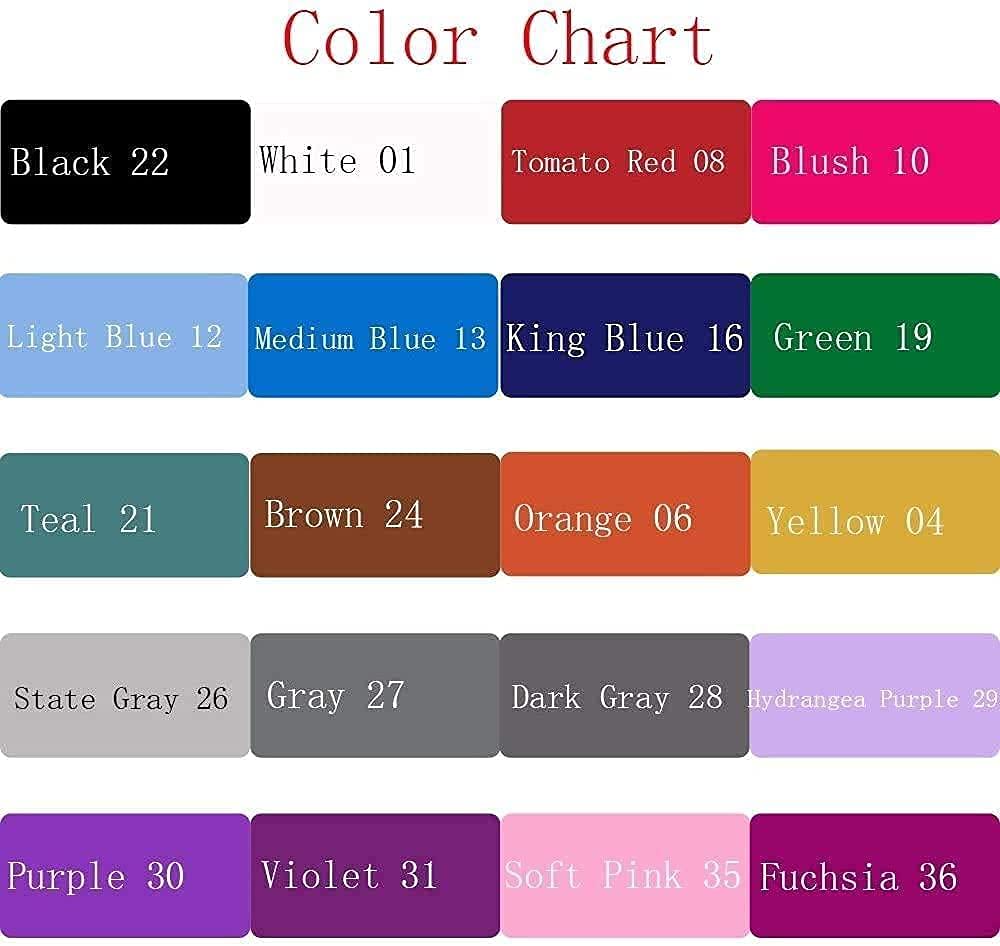 Color Chart
Black 22
White 01
Tomato Red 08
Blush 10
Light Blue 12
Medium Blue 13
King Blue 16
Green 19
Teal 21
Brown 24
Orange 06
Yellow 04
State Gray 26
Gray 27
Dark Gray 28
Hydrangea Purple 29
Purple 30
Violet 31
Soft Pink 35
Fuchsia 36